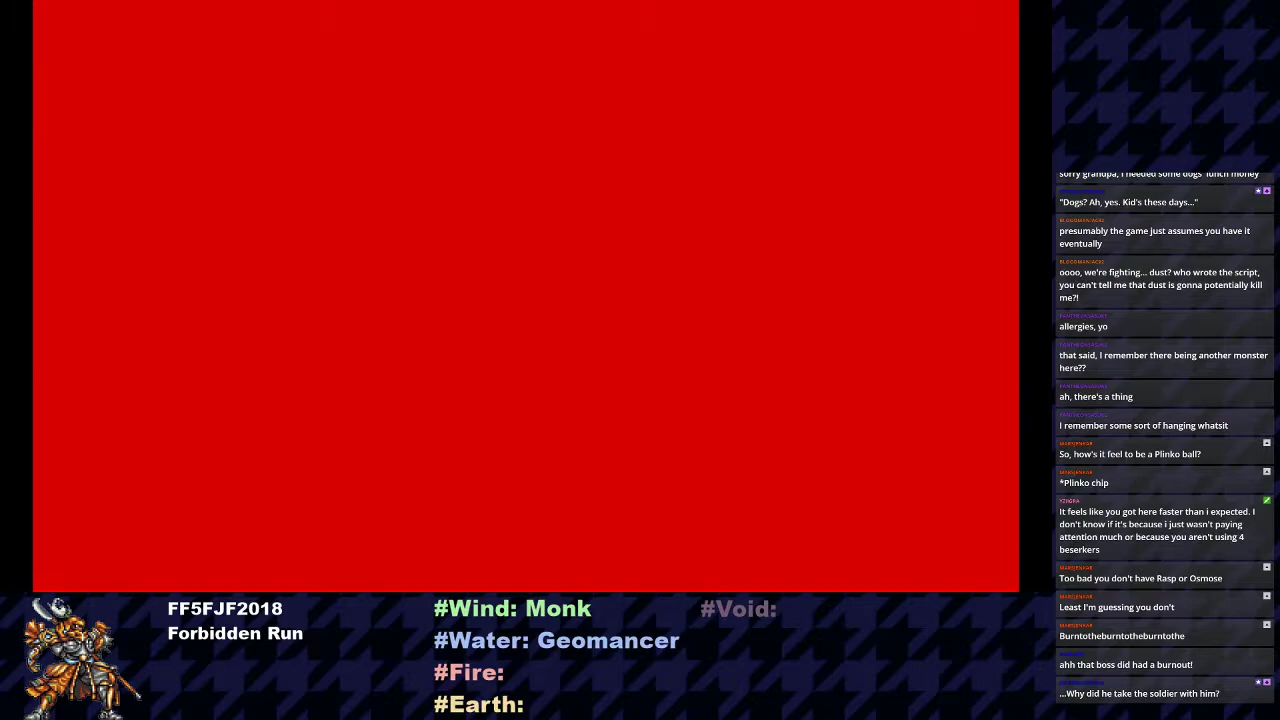 sorry grandpa, I needed some dogs' lunch money
"Dogs? Ah, yes. Kid's these days..."
BLOODMANIAC02
presumably the game just assumes you have it
eventually
BLOODMANIAC02
oooo, we're fighting... dust? who wrote the script,
you can't tell me that dust is gonna potentially kill
me?!
allergies, yo
that said, I remember there being another monster
here??
ah, there's a thing
I remember some sort of hanging whatsit
MARSJENKAR
So, how's it feel to be a Plinko ball?
MARSJENKAR
*Plinko chip
It feels like you got here faster than i expected. I
don't know if it's because i just wasn't paying
attention much or because you aren't using 4
beserkers
MARSJENKAR
Too bad you don't have Rasp or Osmose
MARSJENKAR
Least I'm guessing you don't
MARSJENKAR
Burntotheburntotheburntothe
ahh that boss did had a burnout!
...Why did he take the soldier with him?
FF5FJF2018
Forbidden Run
#Wind: Monk
#Water: Geomancer
#Fire:
#Earth:
#Void: